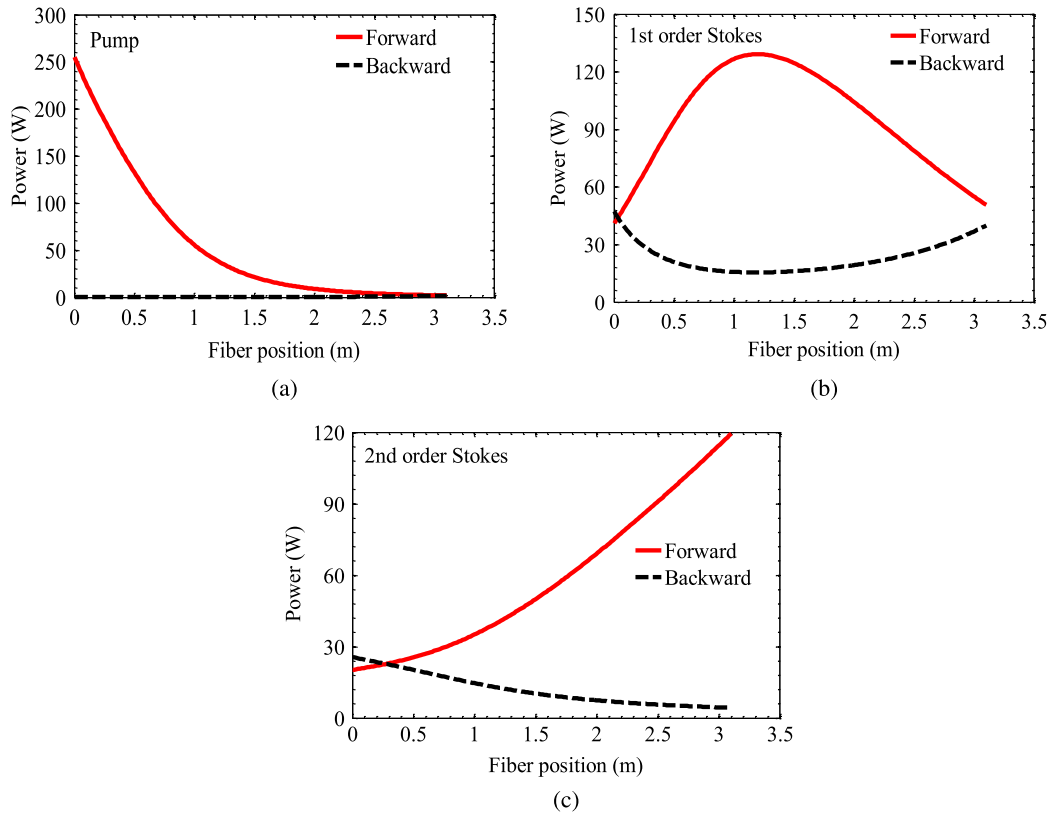 300
250
200
150
100
50
0
Power (W)
Pump
Forward
Backward
0 0.5 1 1.5 2 2.5 3 3.5
Fiber position (m)
(a)
150
120
90
60
30
0
Power (W)
1st order Stokes
Forward
Backward
0 0.5 1 1.5 2 2.5 3 3.5
Fiber position (m)
(b)
120
90
60
30
0
Power (W)
2nd order Stokes
Forward
Backward
0 0.5 1 1.5 2 2.5 3 3.5
Fiber position (m)
(c)